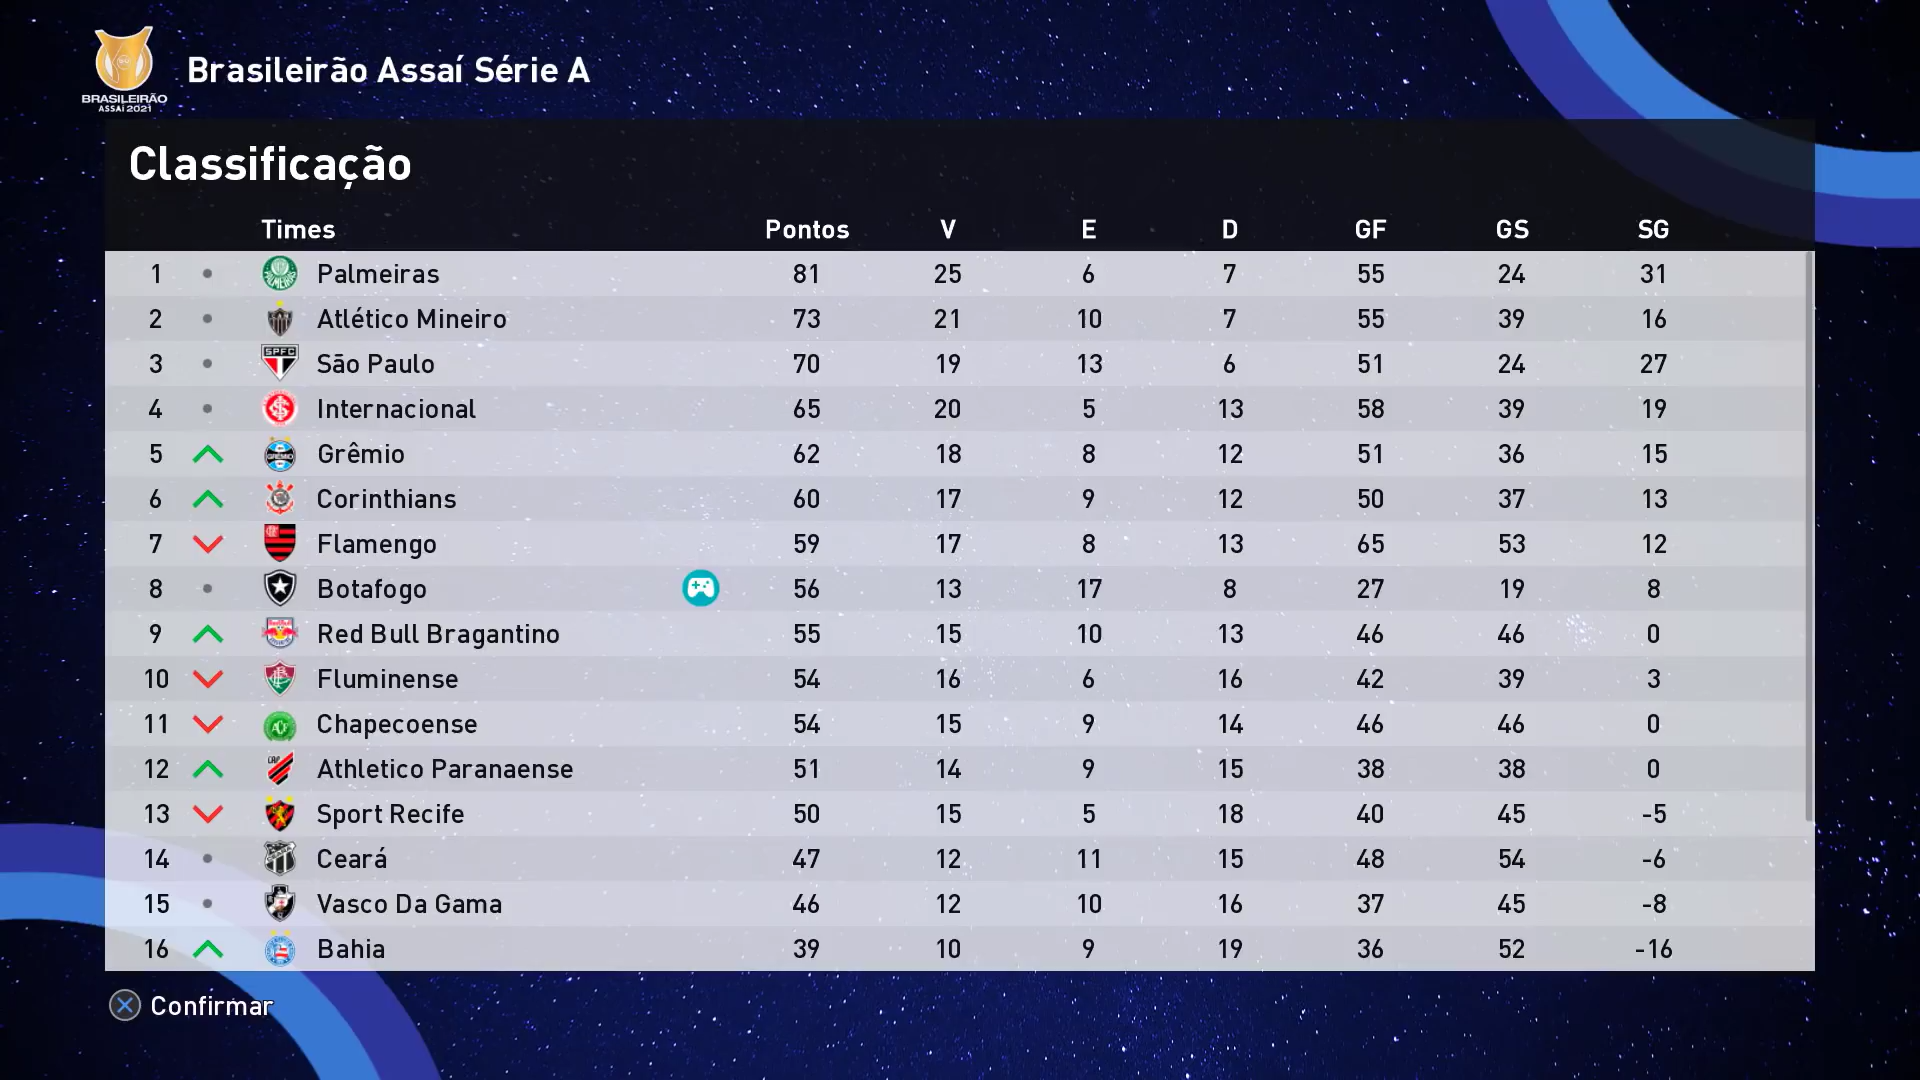 BRASILEIRÃO
ASSAÍ 2021
Brasileirão Assaí Série A
Classificação
Times Pontos V E D GF GS SG
1 Palmeiras 81 25 6 7 55 24 31
2 Atlético Mineiro 73 21 10 7 55 39 16
3 SPFC São Paulo 70 19 13 6 51 24 27
4 Internacional 65 20 5 13 58 39 19
5 Grêmio 62 18 8 12 51 36 15
6 Corinthians 60 17 9 12 50 37 13
7 Flamengo 59 17 8 13 65 53 12
8 Botafogo 56 13 17 8 27 19 8
9 Red Bull Bragantino 55 15 10 13 46 46 0
10 Fluminense 54 16 6 16 42 39 3
11 Chapecoense 54 15 9 14 46 46 0
12 CAP Athletico Paranaense 51 14 9 15 38 38 0
13 Sport Recife 50 15 5 18 40 45 -5
14 Ceará 47 12 11 15 48 54 -6
15 Vasco Da Gama 46 12 10 16 37 45 -8
16 Bahia 39 10 9 19 36 52 -16
Confirmar